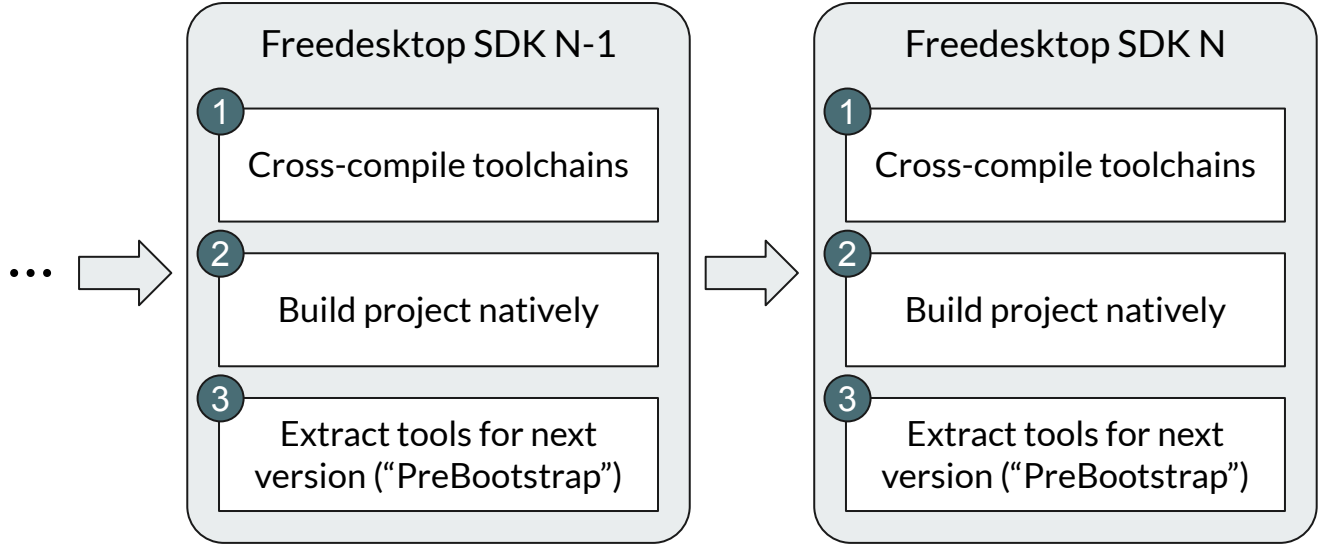 Freedesktop SDK N-1
1
Cross-compile toolchains
2
Build project natively
3
Extract tools for next
version (“PreBootstrap”)
...
Freedesktop SDK N
1
Cross-compile toolchains
2
Build project natively
3
Extract tools for next
version (“PreBootstrap”)